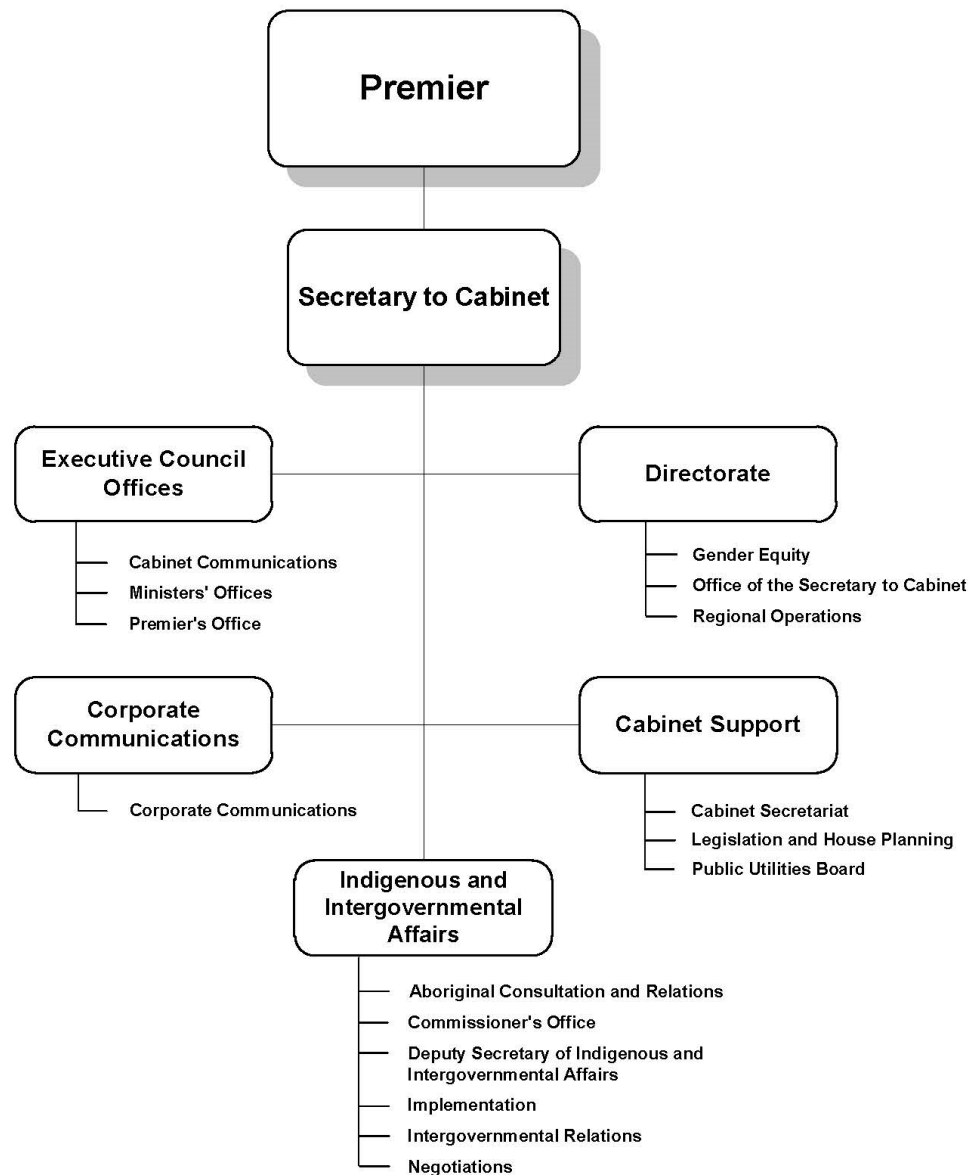 Premier
Secretary to Cabinet
Executive Council
Offices
Cabinet Communications
Ministers' Offices
Premier's Office
Directorate
Gender Equity
Office of the Secretary to Cabinet
Regional Operations
Corporate
Communications
Corporate Communications
Cabinet Support
Cabinet Secretariat
Legislation and House Planning
Public Utilities Board
Indigenous and
Intergovernmental
Affairs
Aboriginal Consultation and Relations
Commissioner's Office
Deputy Secretary of Indigenous and
Intergovernmental Affairs
Implementation
Intergovernmental Relations
Negotiations